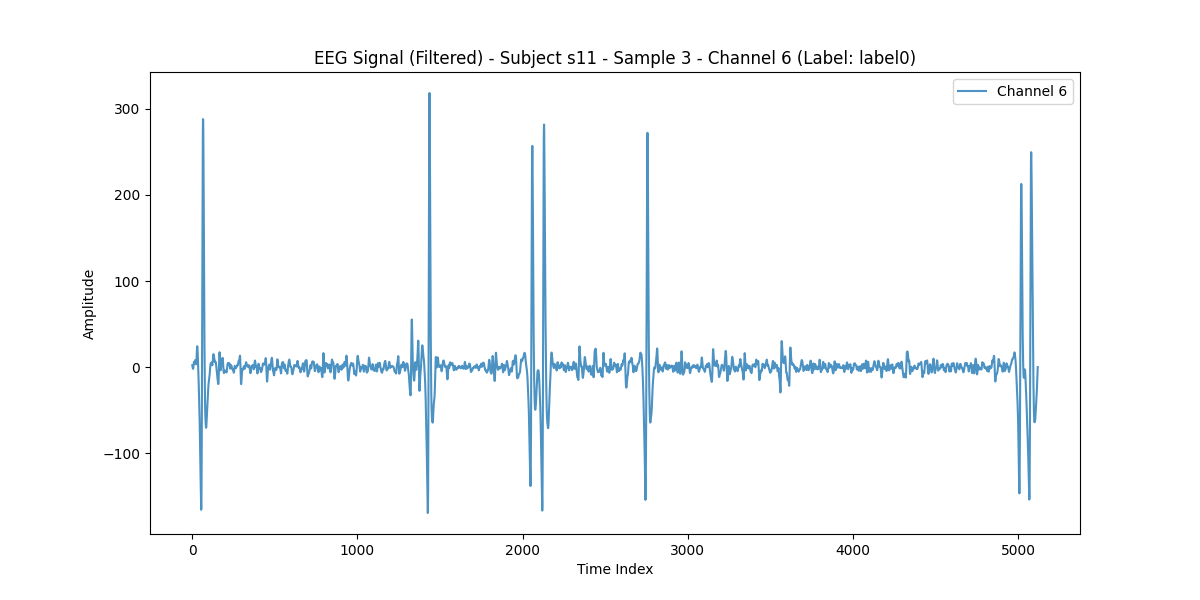 EEG Signal (Filtered) - Subject s11 - Sample 3 - Channel 6 (Label: label0)
Channel 6
300
200
100
0
−100
Amplitude
0
1000
2000
3000
4000
5000
Time Index